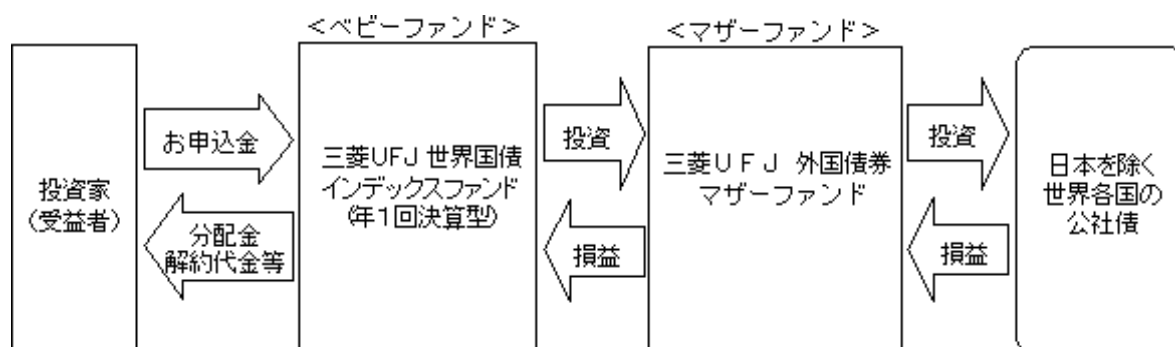 ＜ベビーファンド＞
＜マザーファンド＞
投資家
（受益者）
お申込金
分配金
解約代金等
三菱UFJ 世界国債
インデックスファンド
（年１回決算型）
投資
損益
三菱ＵＦＪ 外国債券
マザーファンド
投資
損益
日本を除く
世界各国の
公社債